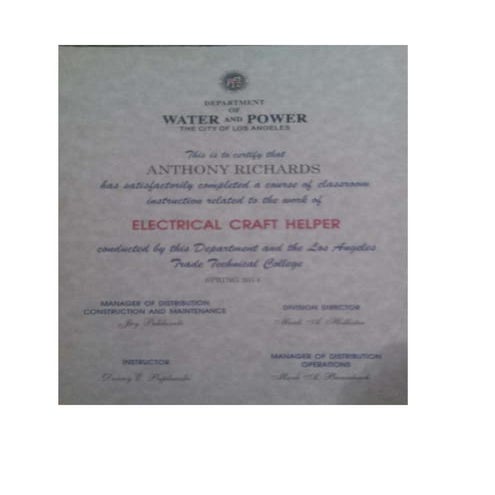 DEPARTMENT
OF
WATER AND POWER
THE CITY OF LOS ANGELES
This is to certify that
ANTHONY RICHARDS
has satisfactorily completed a course of classroom
instruction related to the work of
ELECTRICAL CRAFT HELPER
conducted by this Department and the Los Angeles
Trade Technical College
SPRING
MANAGER OF DISTRIBUTION
CONSTRUCTION AND MAINTENANCE
DIVISION DIRECTOR
INSTRUCTOR
MANAGER OF DISTRIBUTION
OPERATIONS